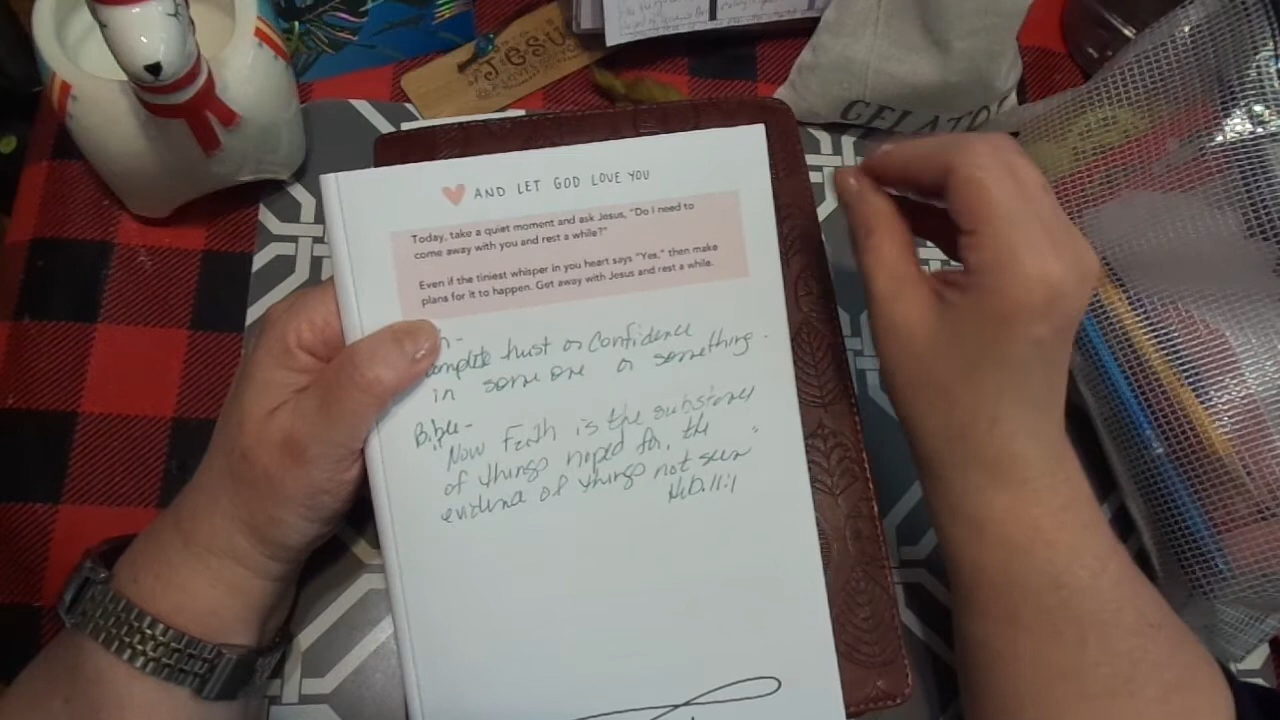 JESUS
GELATO
AND LET GOD LOVE YOU
Today, take a quiet moment and ask Jesus, "Do I need to
come away with you and rest a while?"
Even if the tiniest whisper in you heart says "Yes," then make
plans for it to happen. Get away with Jesus and rest a while.
complete trust or Confidence
in some one or something.
Bible-
"Now Faith is the substance
of things hoped for, the
evidence of things not seen"
Heb. 11:1